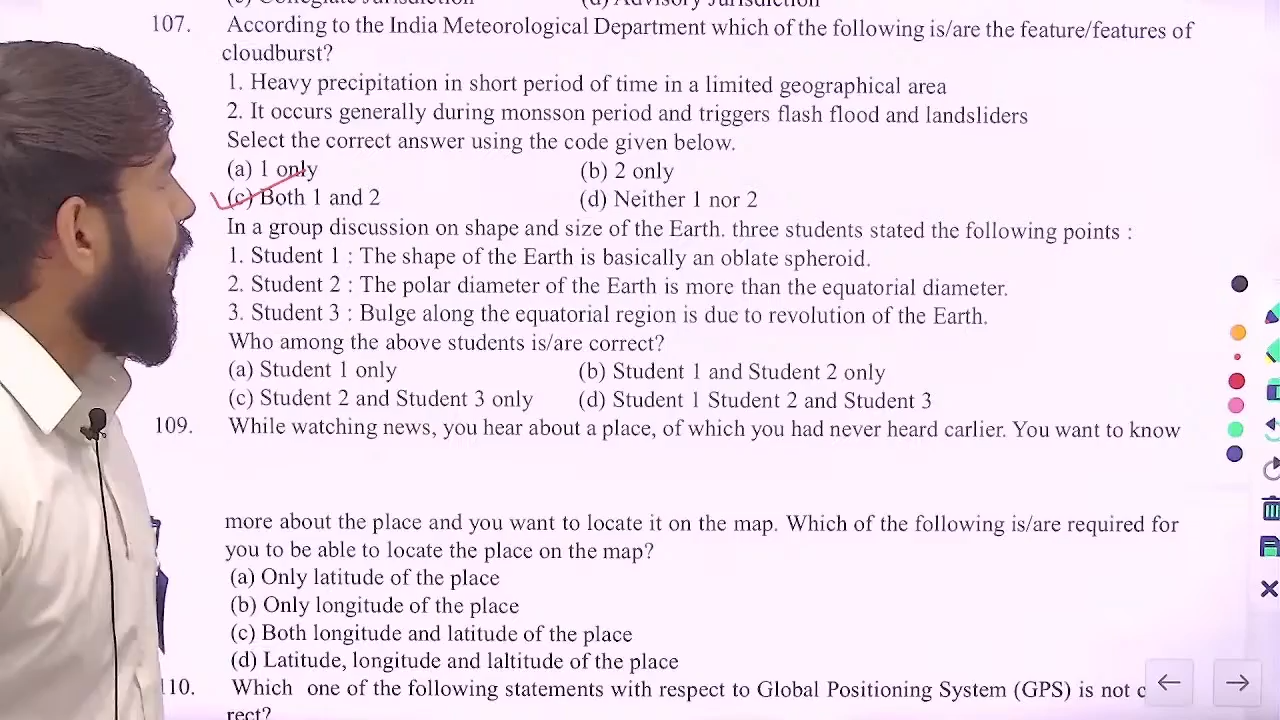 107. According to the India Meteorological Department which of the following is/are the feature/features of
cloudburst?
1. Heavy precipitation in short period of time in a limited geographical area
2. It occurs generally during monsson period and triggers flash flood and landsliders
Select the correct answer using the code given below.
(a) 1 only (b) 2 only
(c) Both 1 and 2 (d) Neither 1 nor 2
In a group discussion on shape and size of the Earth. three students stated the following points :
1. Student 1 : The shape of the Earth is basically an oblate spheroid.
2. Student 2 : The polar diameter of the Earth is more than the equatorial diameter.
3. Student 3 : Bulge along the equatorial region is due to revolution of the Earth.
Who among the above students is/are correct?
(a) Student 1 only (b) Student 1 and Student 2 only
(c) Student 2 and Student 3 only (d) Student 1 Student 2 and Student 3
109. While watching news, you hear about a place, of which you had never heard carlier. You want to know
more about the place and you want to locate it on the map. Which of the following is/are required for
you to be able to locate the place on the map?
(a) Only latitude of the place
(b) Only longitude of the place
(c) Both longitude and latitude of the place
(d) Latitude, longitude and laltitude of the place
110. Which one of the following statements with respect to Global Positioning System (GPS) is not c
rect?